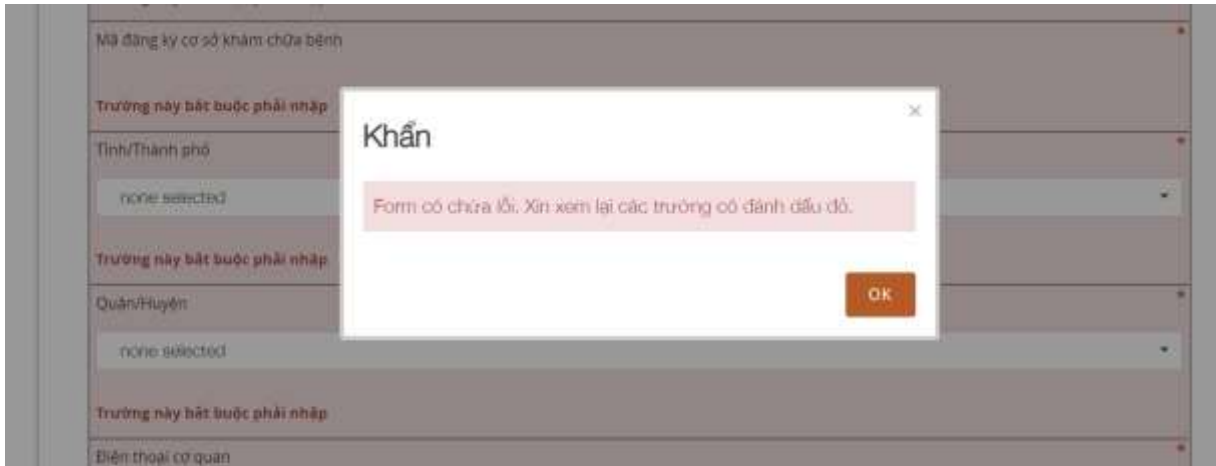 Mã đăng ký cơ sở khám chữa bệnh
*
Trường này bắt buộc phải nhập
×
Khẩn
Tỉnh/Thành phố
*
none selected
Form có chứa lỗi. Xin xem lại các trường có đánh dấu đỏ.
Trường này bắt buộc phải nhập
OK
Quận/Huyện
*
none selected
Trường này bắt buộc phải nhập
Điện thoại cơ quan
*